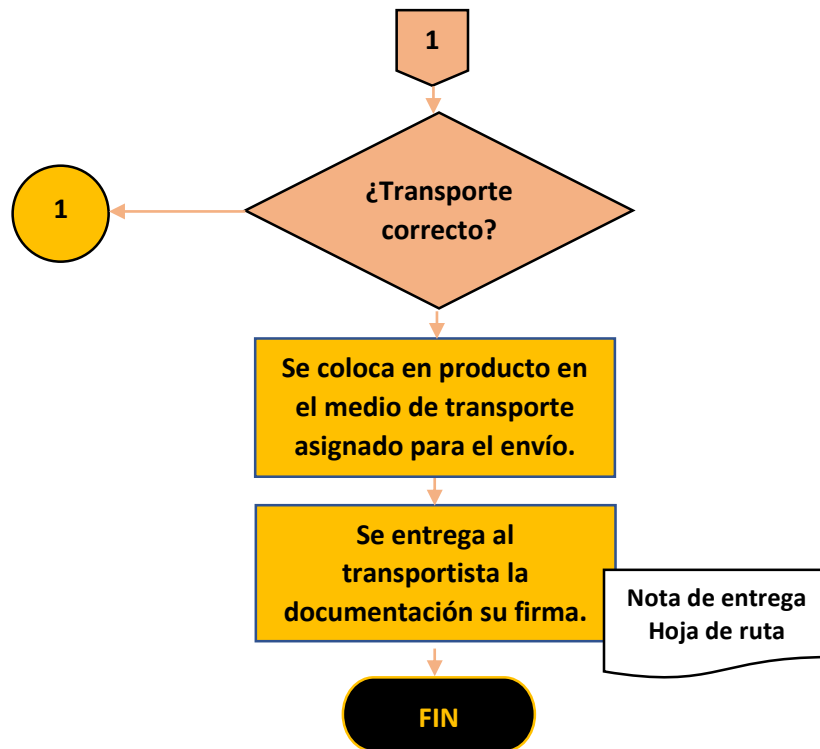 1
¿Transporte
correcto?
1
Se coloca en producto en
el medio de transporte
asignado para el envío.
Se entrega al
transportista la
documentación su firma.
Nota de entrega
Hoja de ruta
FIN